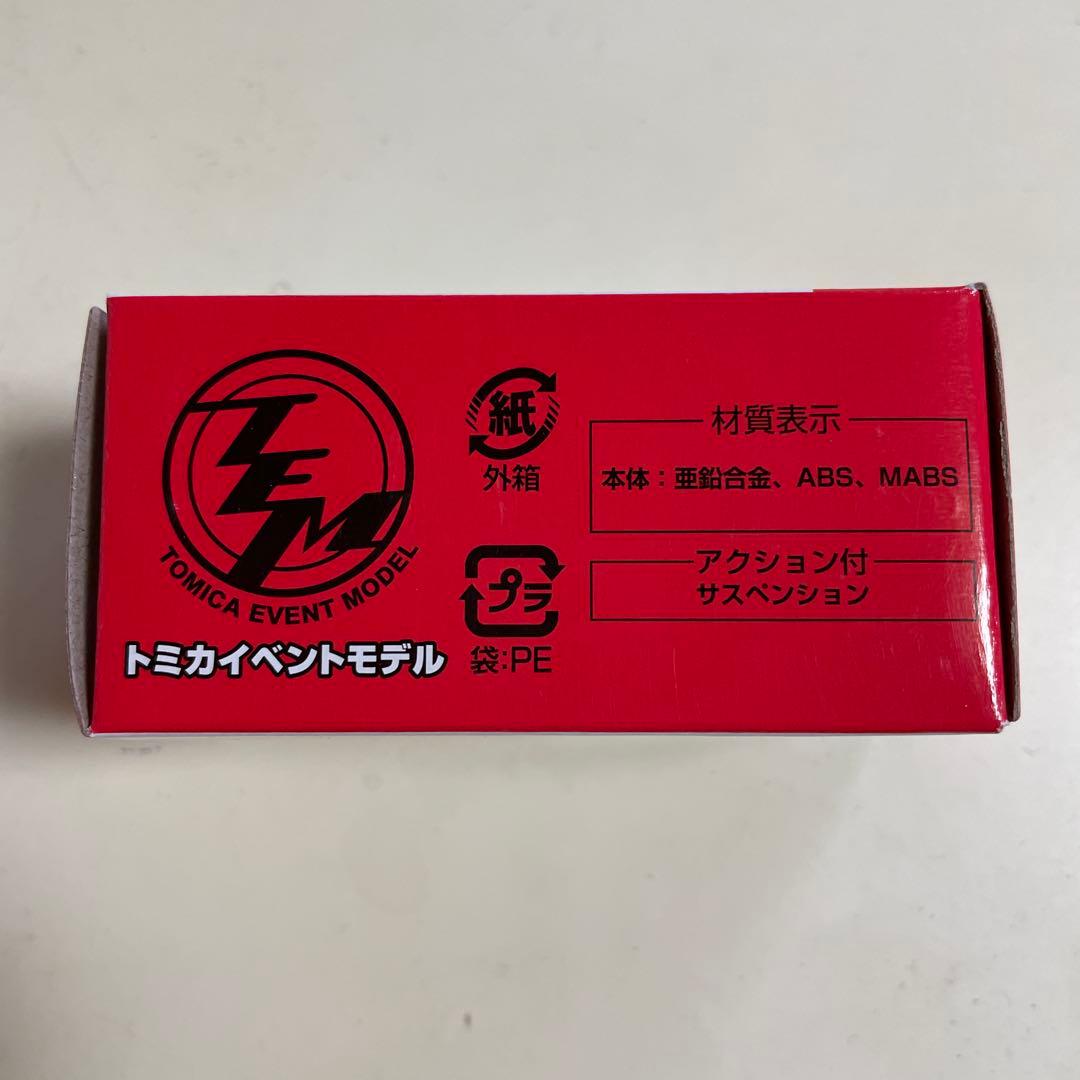 TEM
TOMICA EVENT MODEL
トミカイベントモデル
紙
外箱
プラ
袋:PE
材質表示
本体：亜鉛合金、ABS、MABS
アクション付
サスペンション